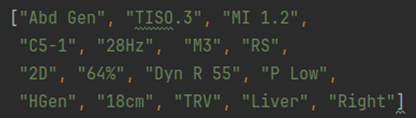 ["Abd Gen", "TISO.3", "MI 1.2",
"C5-1", "28Hz", "M3", "RS",
"2D", "64%", "Dyn R 55", "P Low",
"HGen", "18cm", "TRV", "Liver", "Right"]